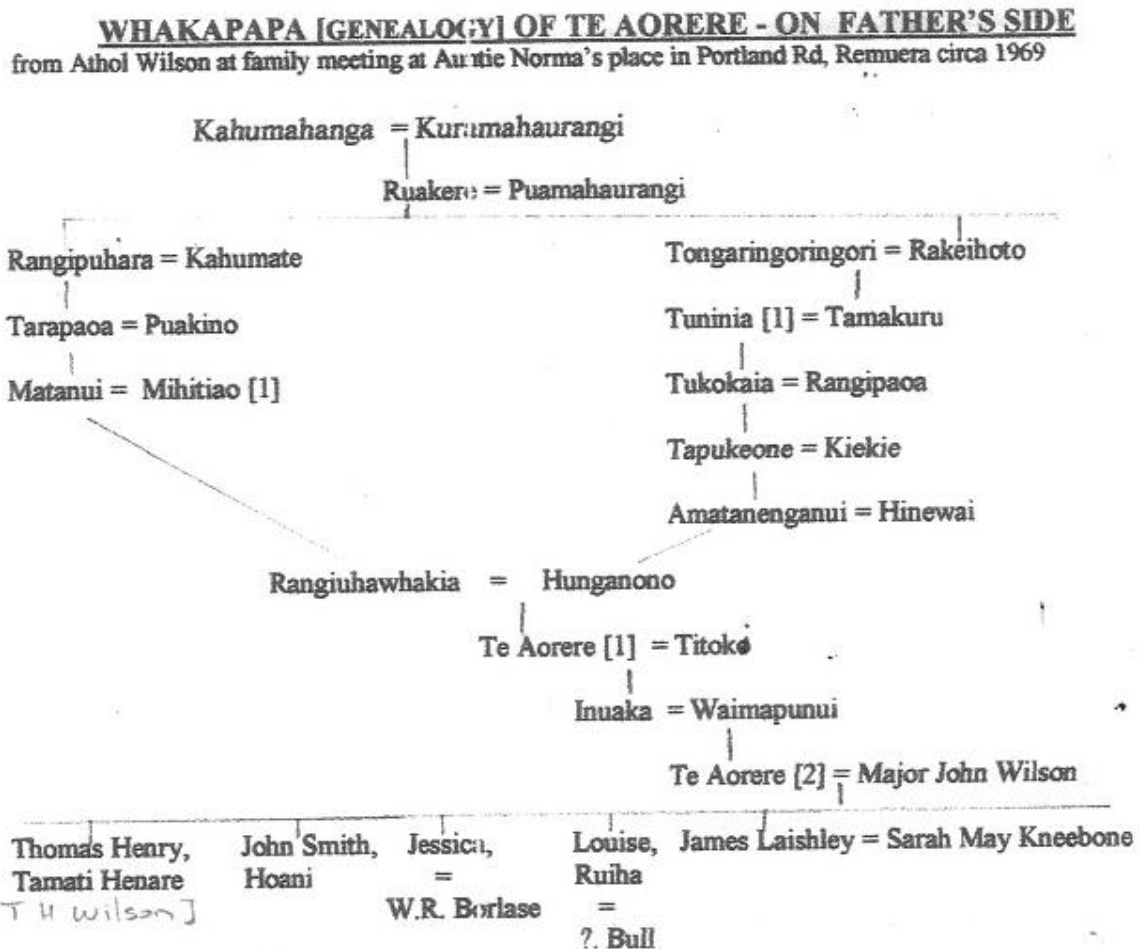 WHAKAPAPA [GENEALOGY] OF TE AORERE - ON FATHER'S SIDE
from Athol Wilson at family meeting at Auntie Norma's place in Portland Rd, Remuera circa 1969
Kahumahanga = Kuramahaurangi
Ruakere = Puamahaurangi
Rangipuhara = Kahumate
Tongaringoringori = Rakeihoto
Tarapaoa = Puakino
Tuninia [1] = Tamakuru
Matanui = Mihitiao [1]
Tukokaia = Rangipaoa
Tapukeone = Kiekie
Amatanenganui = Hinewai
Rangiuhawhakia = Hunganono
Te Aorere [1] = Titoko
Inuaka = Waimapunui
Te Aorere [2] = Major John Wilson
Thomas Henry,
Tamati Henare
T H Wilson]
John Smith,
Hoani
Jessica,
=
W.R. Borlase
Louise,
Ruiha
=
?. Bull
James Laishley = Sarah May Kneebone